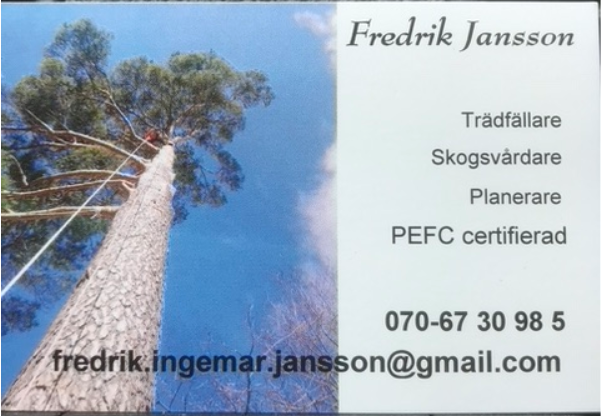 Fredrik Jansson
Trädfällare
Skogsvårdare
Planerare
PEFC certifierad
070-67 30 98 5
fredrik.ingemar.jansson@gmail.com